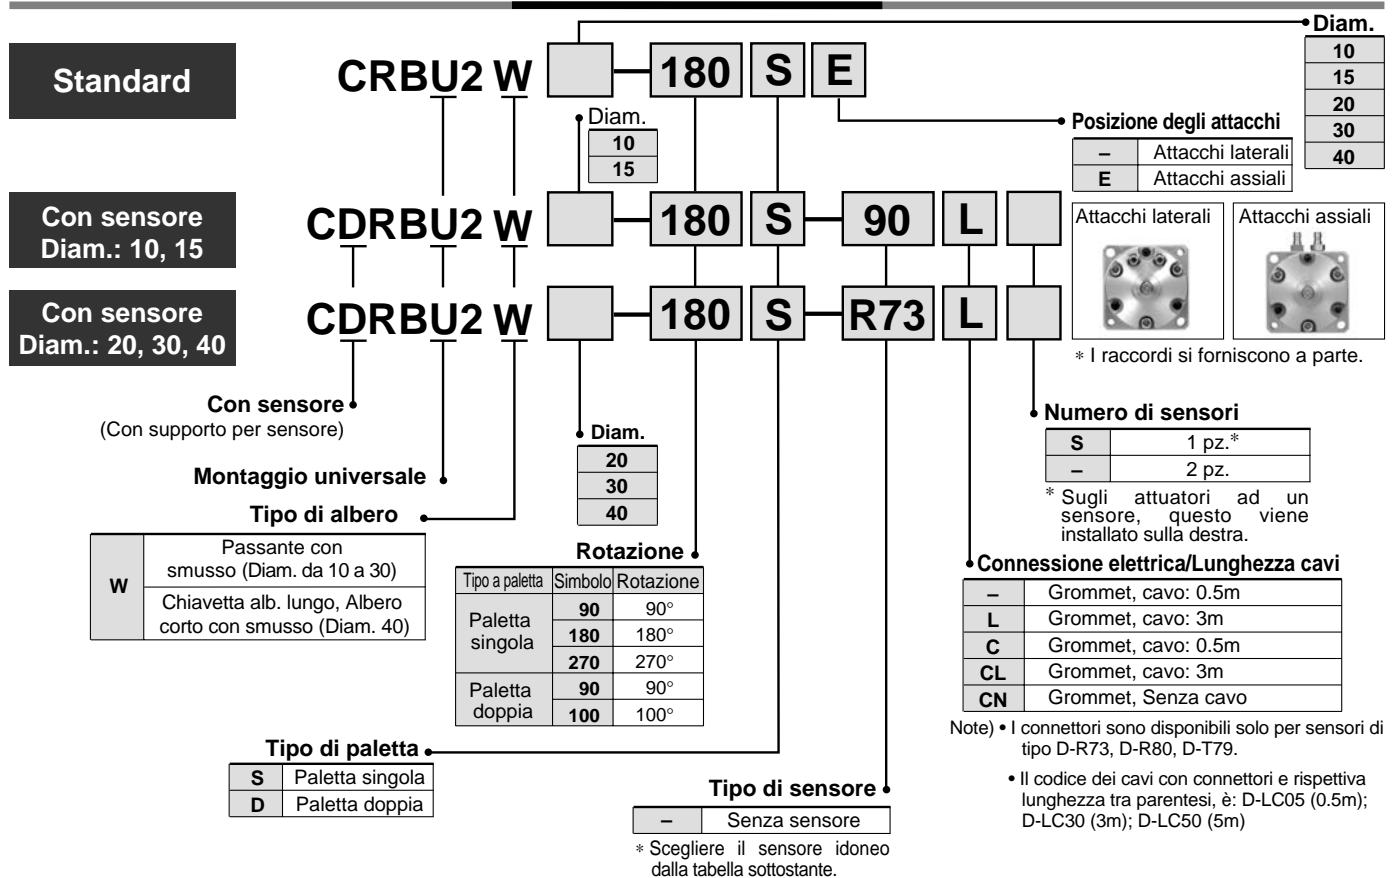 Diam.
10
15
20
30
40
Standard
CRBU2 W – 180 S E
Diam.
10
15
Posizione degli attacchi
– Attacchi laterali
E Attacchi assiali
Con sensore
Diam.: 10, 15
CDRBU2 W – 180 S – 90 L
Attacchi laterali
Attacchi assiali
Con sensore
Diam.: 20, 30, 40
CDRBU2 W – 180 S – R73 L
* I raccordi si forniscono a parte.
Con sensore
(Con supporto per sensore)
Diam.
20
30
40
Numero di sensori
S 1 pz.*
– 2 pz.
* Sugli attuatori ad un
sensore, questo viene
installato sulla destra.
Montaggio universale
Tipo di albero
W
Passante con
smusso (Diam. da 10 a 30)
Chiavetta alb. lungo, Albero
corto con smusso (Diam. 40)
Rotazione
Tipo a paletta Simbolo Rotazione
Paletta
singola
90 90°
180 180°
270 270°
Paletta
doppia
90 90°
100 100°
Connessione elettrica/Lunghezza cavi
– Grommet, cavo: 0.5m
L Grommet, cavo: 3m
C Grommet, cavo: 0.5m
CL Grommet, cavo: 3m
CN Grommet, Senza cavo
Note) • I connettori sono disponibili solo per sensori di
tipo D-R73, D-R80, D-T79.
• Il codice dei cavi con connettori e rispettiva
lunghezza tra parentesi, è: D-LC05 (0.5m);
D-LC30 (3m); D-LC50 (5m)
Tipo di paletta
S Paletta singola
D Paletta doppia
Tipo di sensore
– Senza sensore
* Scegliere il sensore idoneo
dalla tabella sottostante.